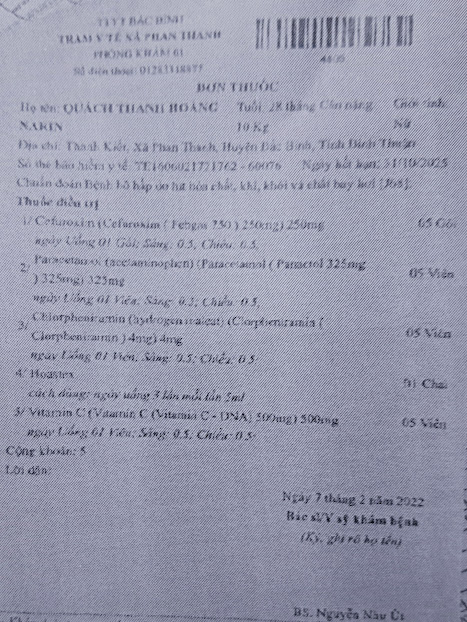 TTYT BẮC BÌNH
TRẠM Y TẾ XÃ PHAN THANH
PHÒNG KHÁM 01
Số điện thoại: 01283318877
ĐƠN THUỐC
Họ tên: QUÁCH THANH HOÀNG Tuổi: 28 tháng Cân nặng: Giới tính:
10 Kg Nữ
Địa chỉ: Thanh Kiết, Xã Phan Thanh, Huyện Bắc Bình, Tỉnh Bình Thuận
Số thẻ bảo hiểm y tế: - 60076 Ngày hết hạn: 31/10/2025
Chuẩn đoán Bệnh hô hấp do hít hóa chất, khí, khói và chất bay hơi [J68].
Thuốc điều trị
1/ Cefuroxim (Cefuroxim ( 750 ) 250mg) 250mg 05 Gói
ngày Uống 01 Gói; Sáng: 0.5, Chiều: 0.5,
2/ Paracetamol (acetaminophen) (Paracetamol ( Panactol 325mg
) 325mg) 325mg 05 Viên
ngày Uống 01 Viên; Sáng: 0.5; Chiều: 0.5,
3/ Chlorpheniramin (hydrogen maleat) (Clorpheniramin (
Clorpheniramin ) 4mg) 4mg 05 Viên
ngày Uống 01 Viên; Sáng: 0.5; Chiều: 0.5
4/ Hoastex 01 Chai
cách dùng: ngày uống 3 lần mỗi lần 5ml
5/ Vitamin C (Vitamin C (Vitamin C - DNA) 500mg) 500mg 05 Viên
ngày Uống 01 Viên; Sáng: 0.5; Chiều: 0.5;
Cộng khoản: 5
Lời dặn:
Ngày 7 tháng 2 năm 2022
Bác sĩ/Y sỹ khám bệnh
(Ký, ghi rõ họ tên)
BS. Nguyễn Như Út